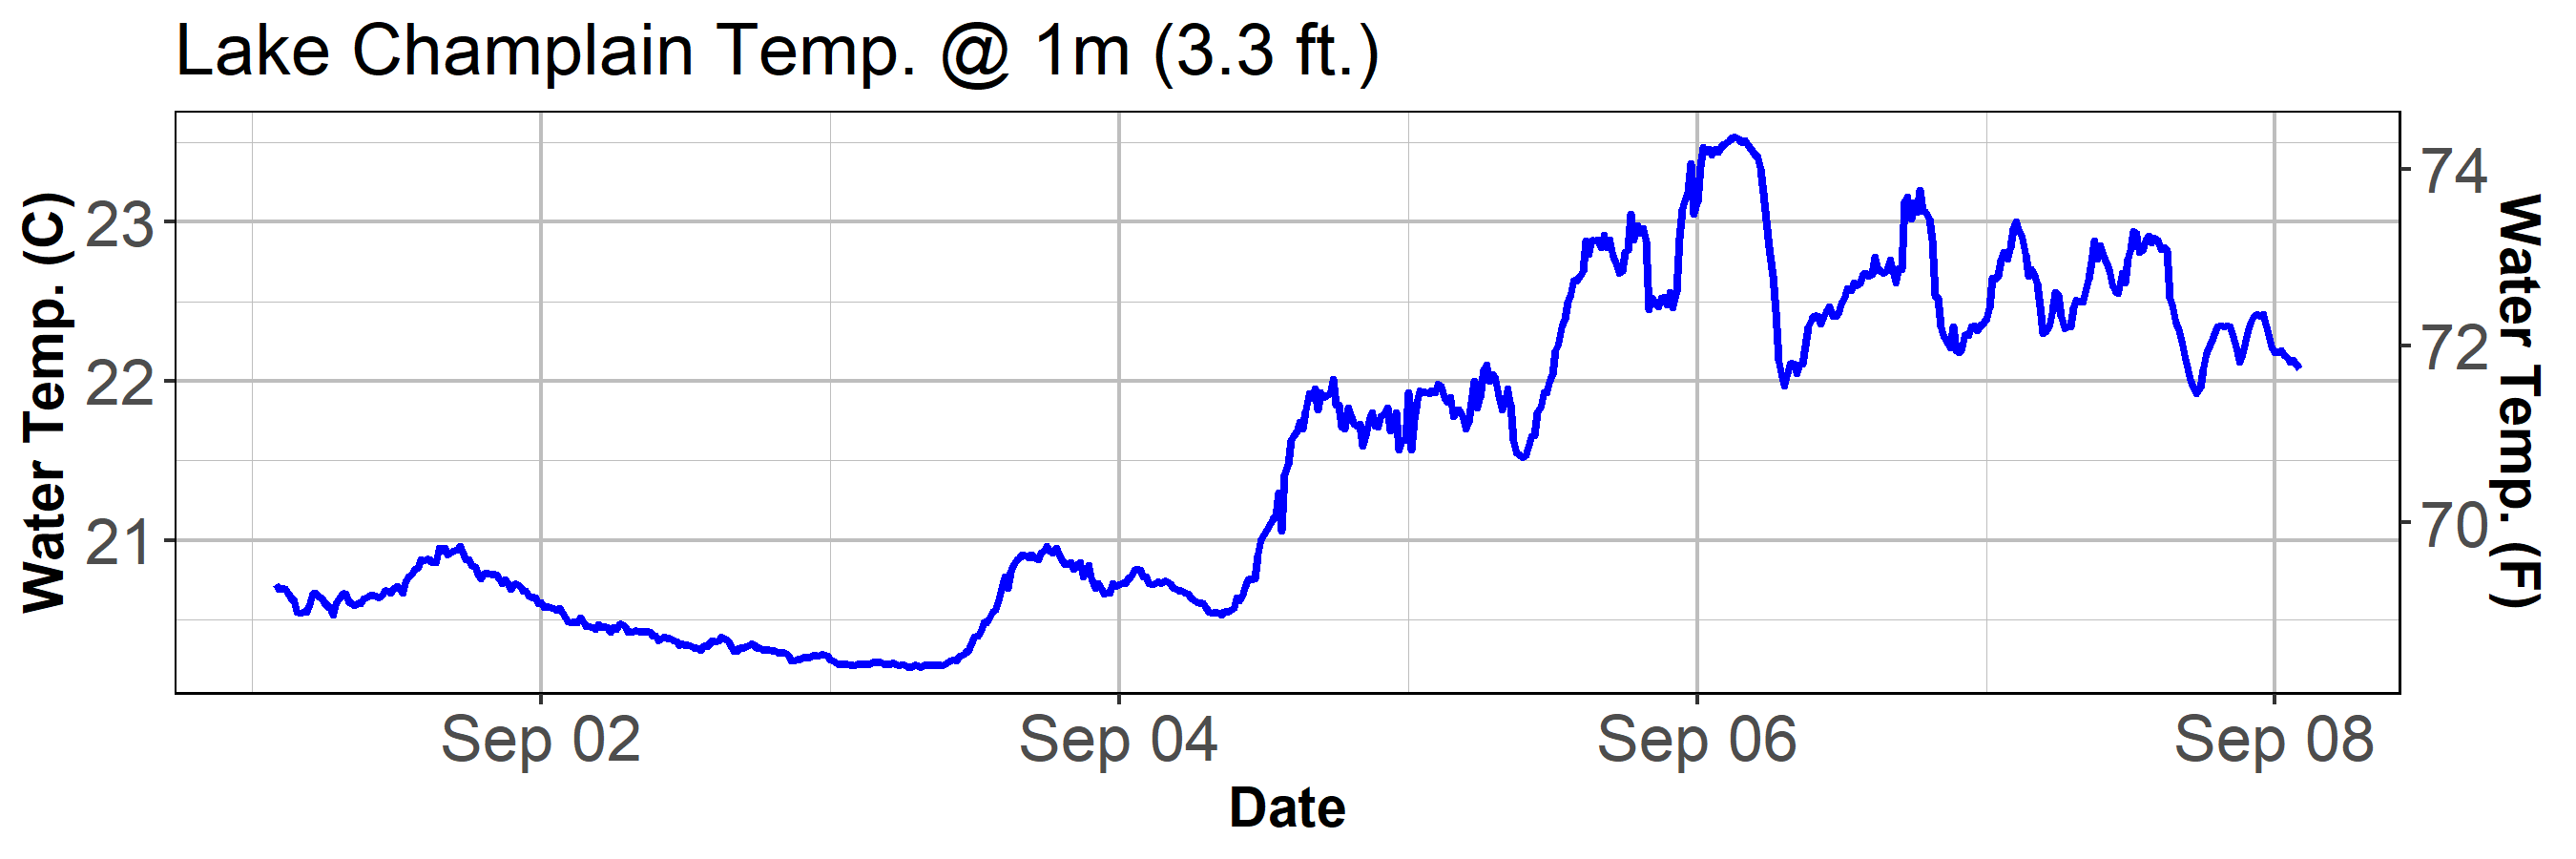 Lake Champlain Temp. @ 1m (3.3 ft.)
Water Temp. (C)
23
22
21
74
72
70
Water Temp. (F)
Sep 02 Sep 04 Sep 06 Sep 08
Date